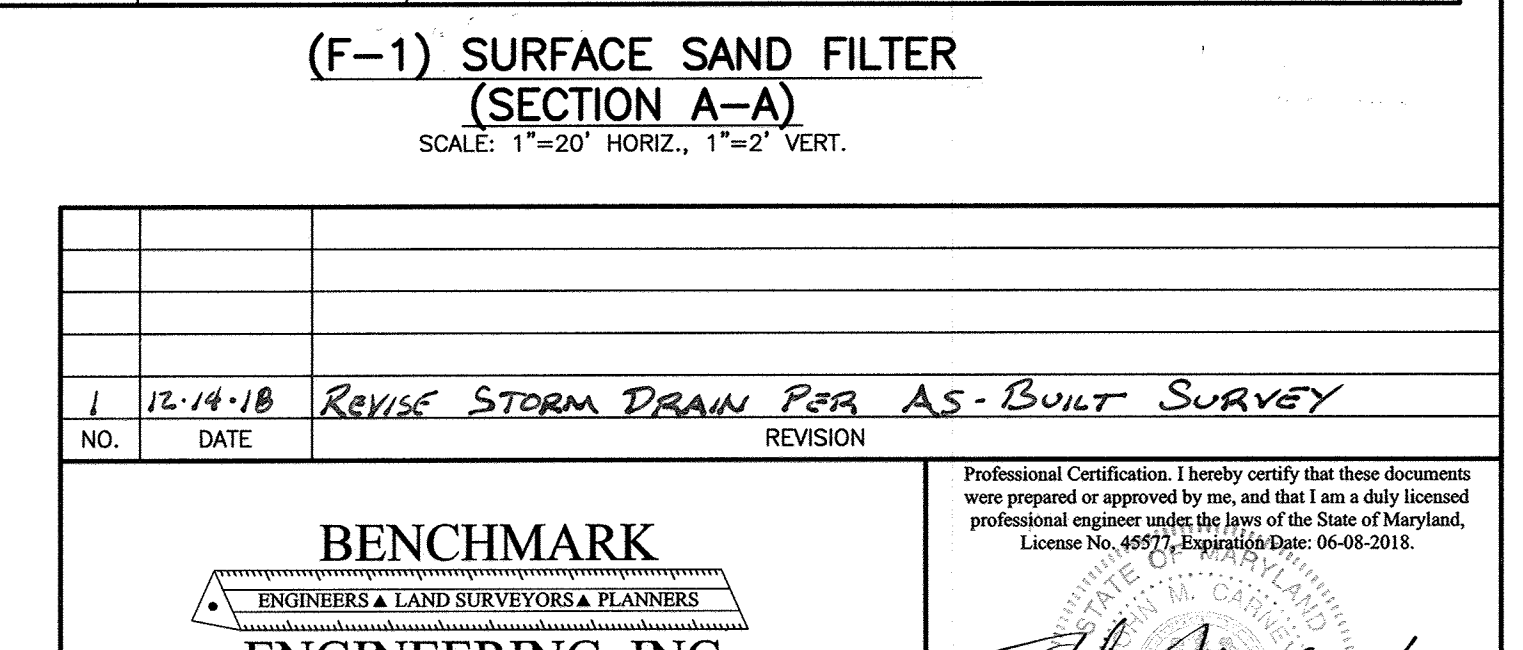 (F-1) SURFACE SAND FILTER
(SECTION A-A)
SCALE: 1"=20' HORIZ., 1"=2' VERT.
1 12·14·18 REVISE STORM DRAIN PER AS-BUILT SURVEY
NO. DATE REVISION
BENCHMARK
ENGINEERS ▲ LAND SURVEYORS ▲ PLANNERS
ENGINEERING, INC.
Professional Certification. I hereby certify that these documents
were prepared or approved by me, and that I am a duly licensed
professional engineer under the laws of the State of Maryland,
License No. 45577, Expiration Date: 06-08-2018.
STATE OF MARYLAND
JOHN M.